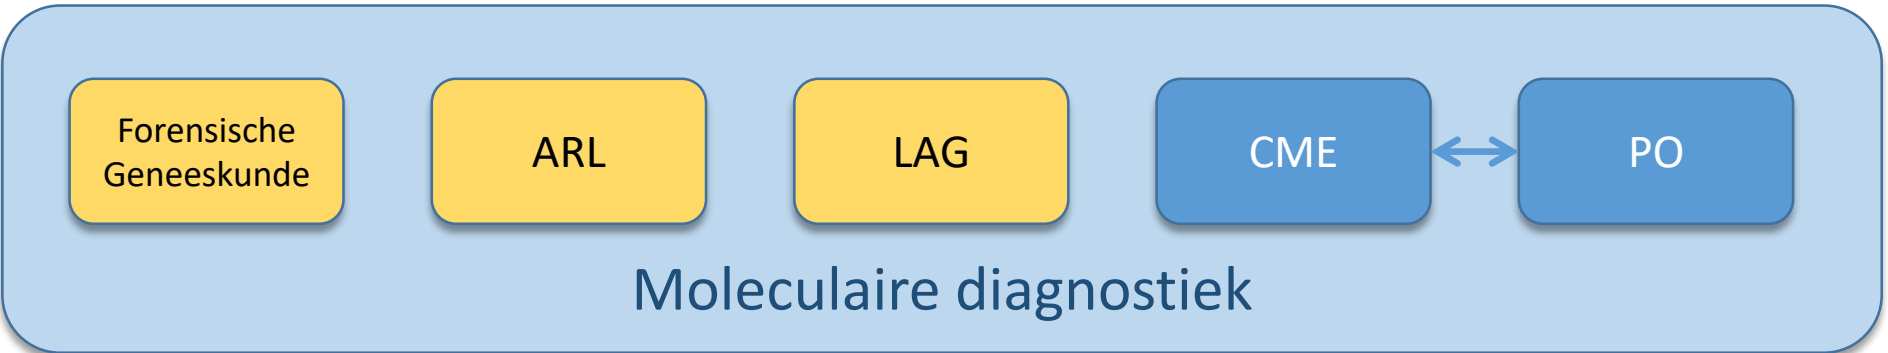 Forensische
Geneeskunde
ARL
LAG
CME
PO
Moleculaire diagnostiek